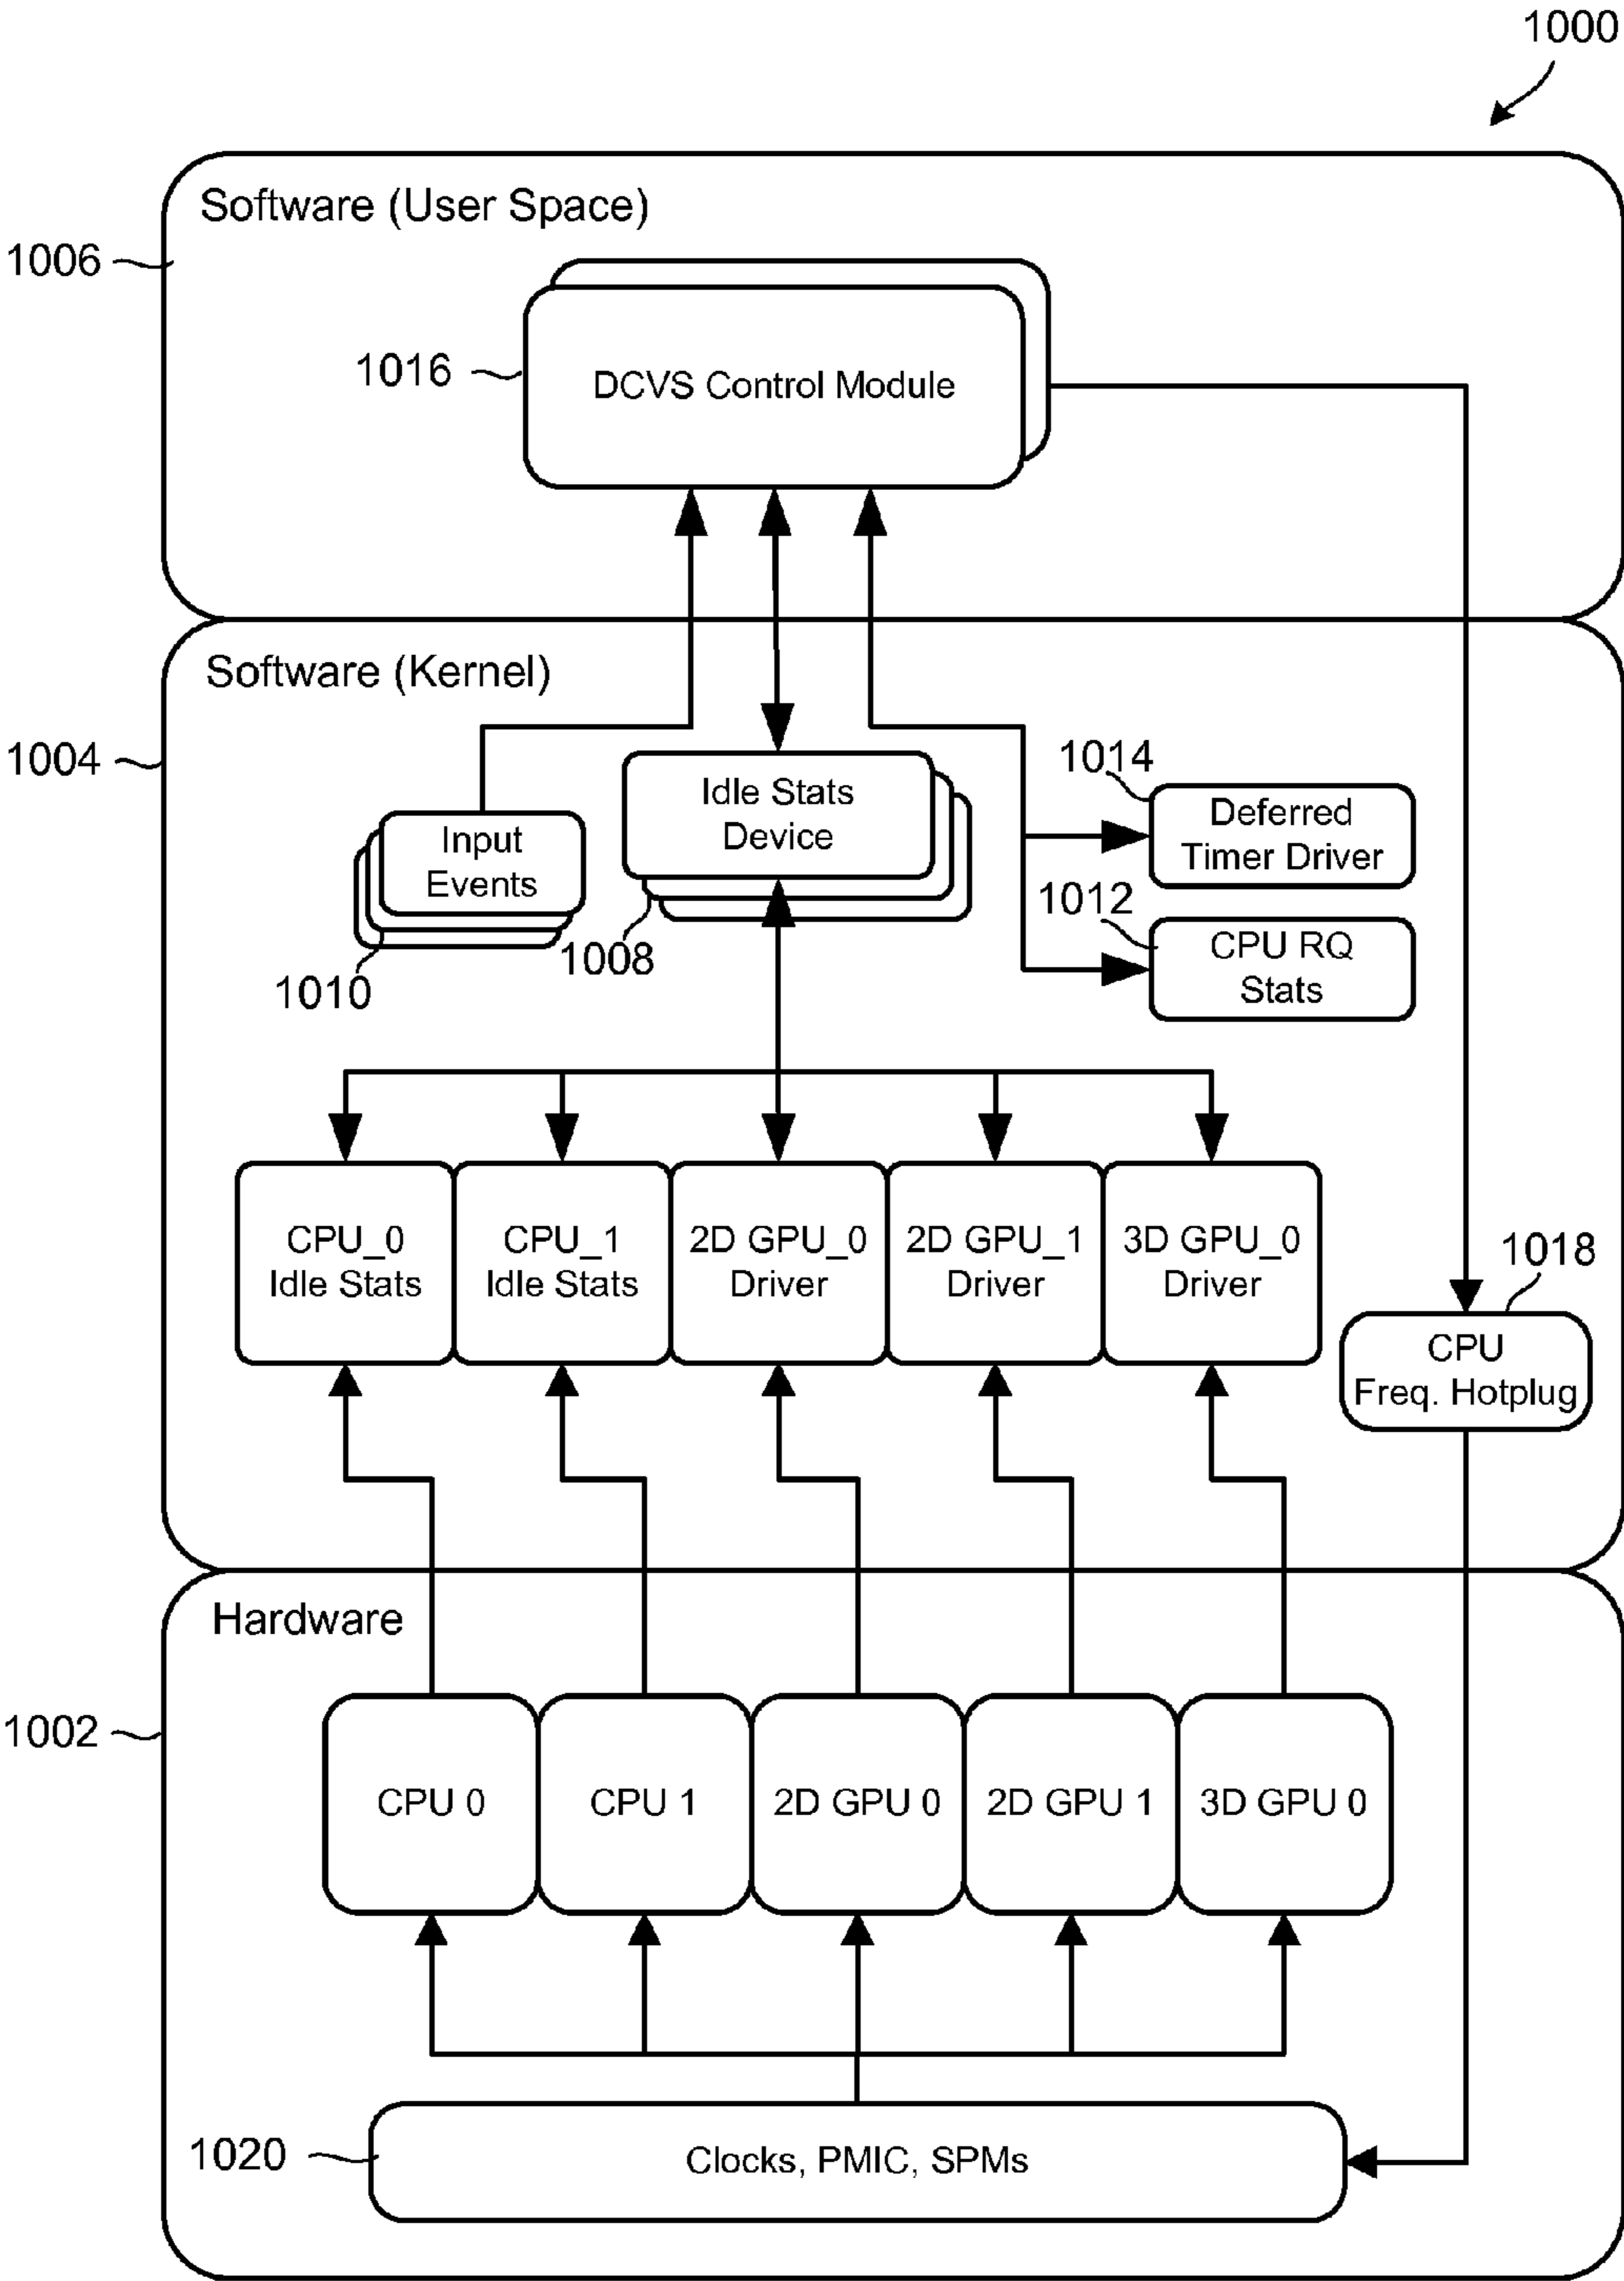 1000
Software (User Space)
1006
1016
DCVS Control Module
Software (Kernel)
1004
1014
Idle Stats
Device
Deferred
Timer Driver
Input
Events
1012
1008
CPU RQ
Stats
1010
CPU_0
Idle Stats
CPU_1
Idle Stats
2D GPU_0
Driver
2D GPU_1
Driver
3D GPU_0
Driver
1018
CPU
Freq. Hotplug
Hardware
1002
CPU 0
CPU 1
2D GPU 0
2D GPU 1
3D GPU 0
1020
Clocks, PMIC, SPMs